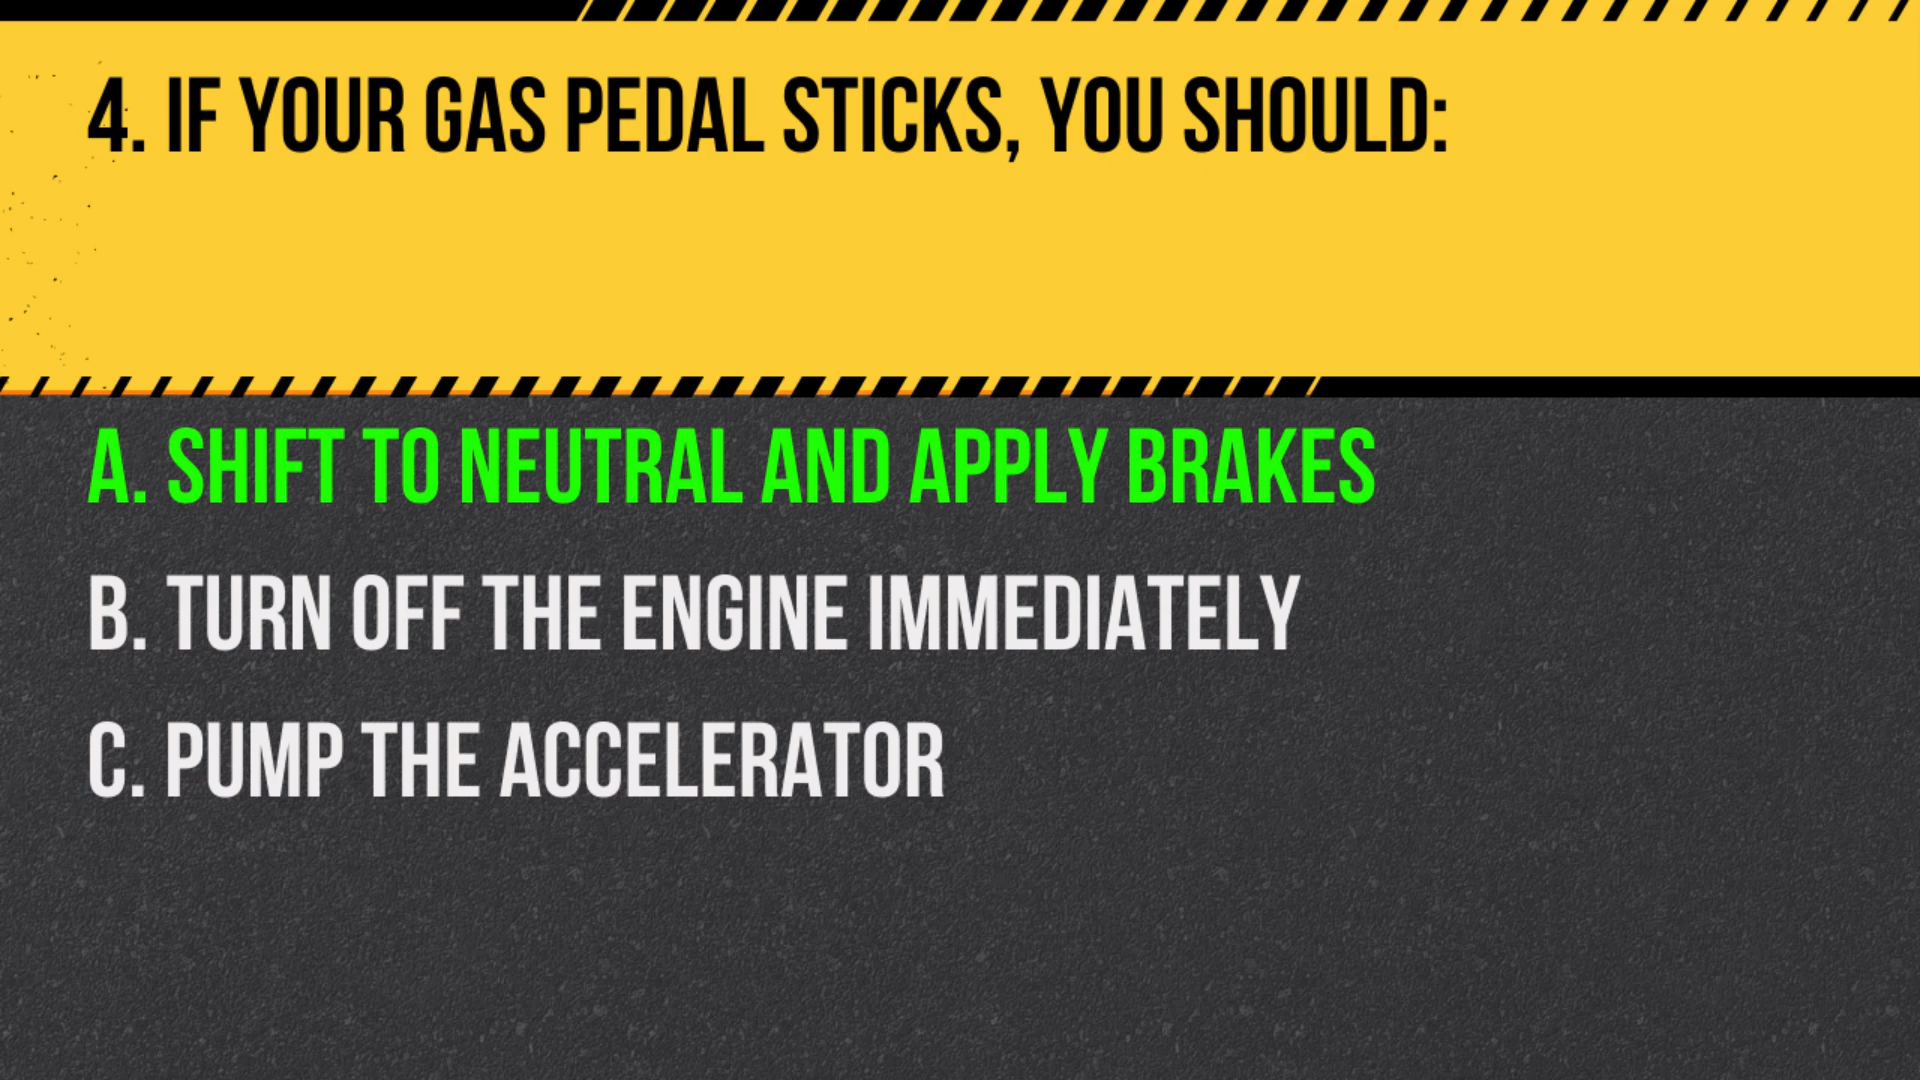 4. IF YOUR GAS PEDAL STICKS, YOU SHOULD:
A. SHIFT TO NEUTRAL AND APPLY BRAKES
B. TURN OFF THE ENGINE IMMEDIATELY
C. PUMP THE ACCELERATOR